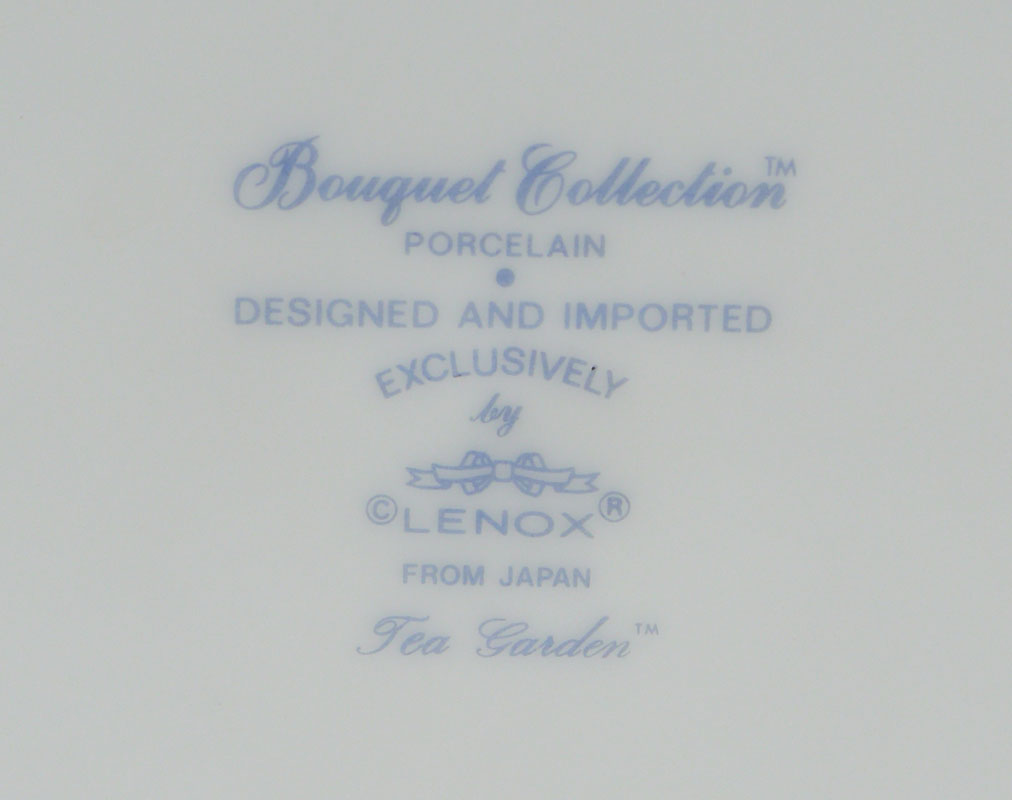 Bouquet Collection™
PORCELAIN
•
DESIGNED AND IMPORTED
EXCLUSIVELY
by
©LENOX®
FROM JAPAN
Tea Garden™